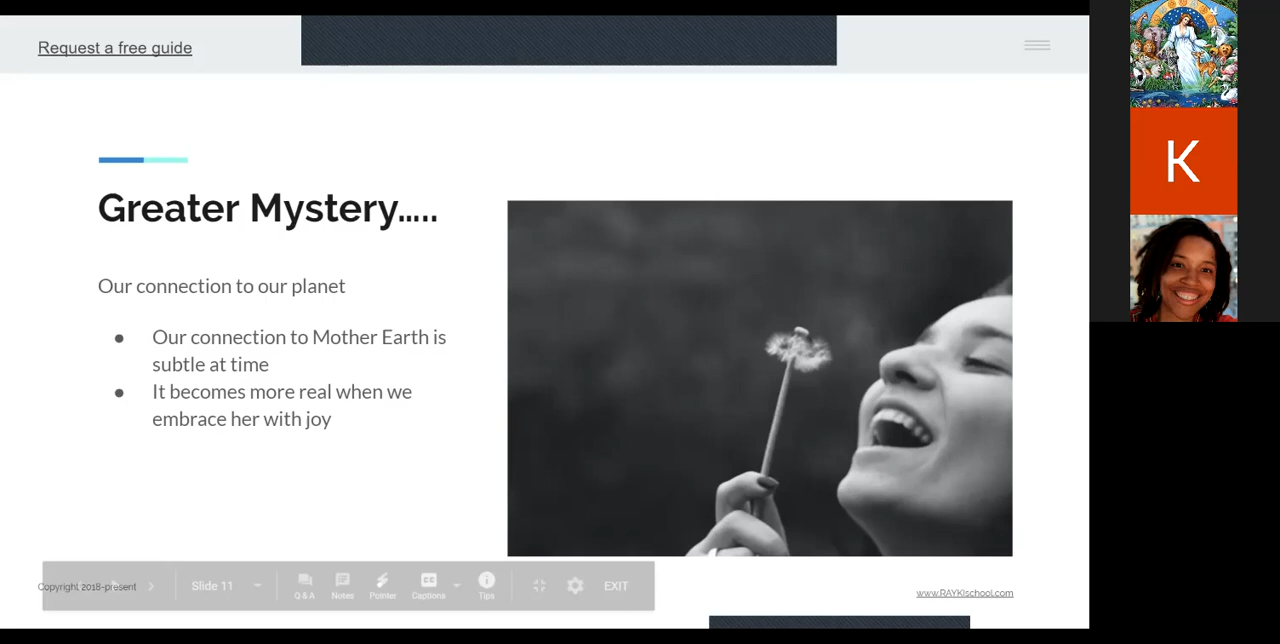 Request a free guide
Greater Mystery.....
Our connection to our planet
● Our connection to Mother Earth is
subtle at time
● It becomes more real when we
embrace her with joy
K
Copyright 2018-present
Slide 11
Q & A
Notes
Pointer
Captions
Tips
EXIT
CC
www.RAYKIschool.com